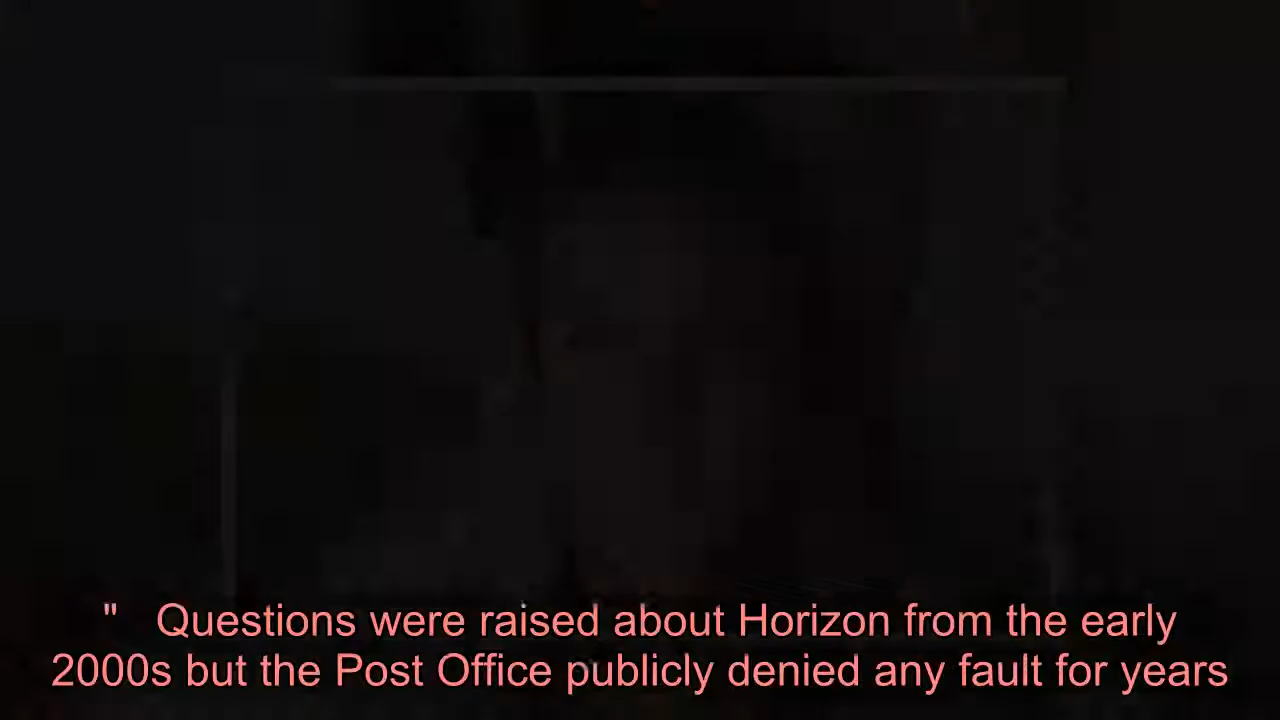 " Questions were raised about Horizon from the early
2000s but the Post Office publicly denied any fault for years